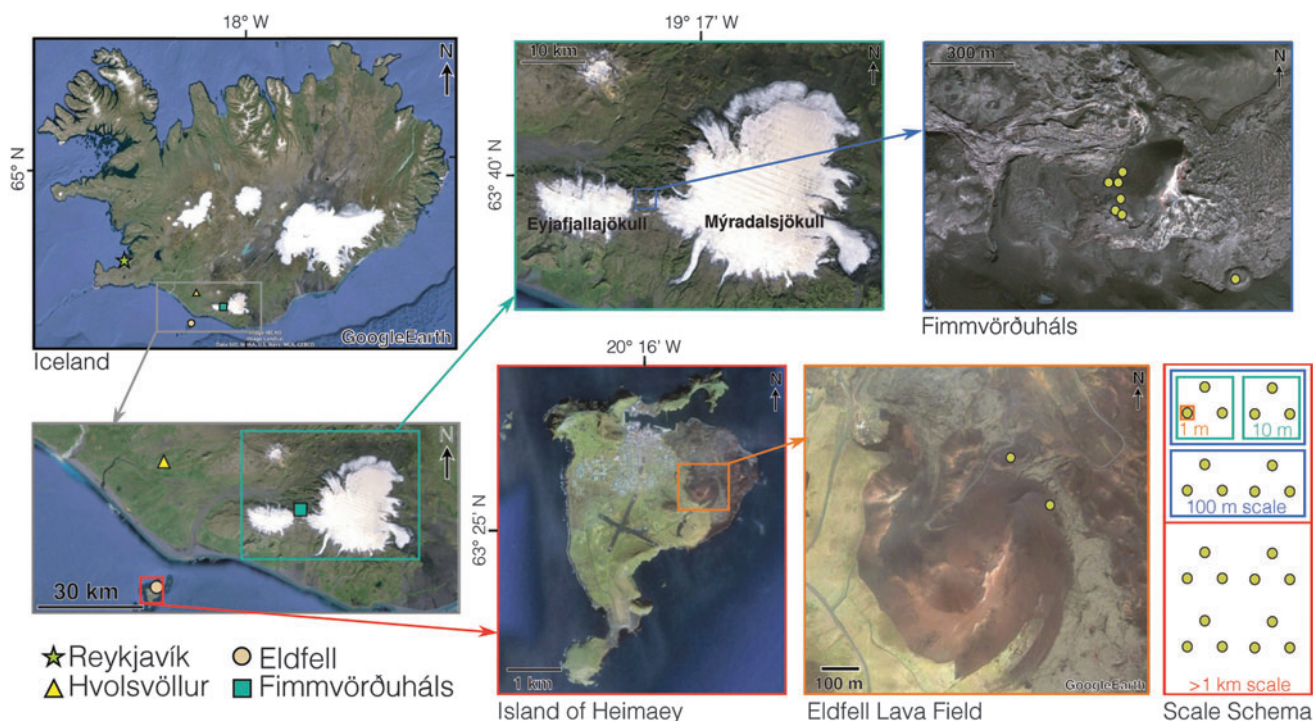 18° W
65° N
N
GoogleEarth
Iceland
19° 17' W
63° 40' N
10 km
N
Eyjafjallajökull
Mýradalsjökull
300 m
N
Fimmvörðuháls
N
30 km
Reykjavík
Hvolsvöllur
Eldfell
Fimmvörðuháls
20° 16' W
63° 25' N
N
1 km
Island of Heimaey
N
100 m
GoogleEarth
Eldfell Lava Field
1 m
10 m
100 m scale
>1 km scale
Scale Schema